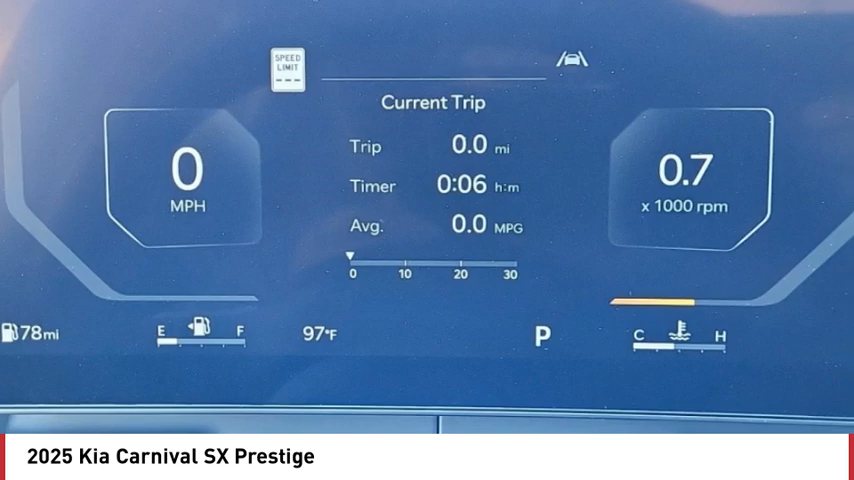 SPEED
LIMIT
---
Current Trip
Trip 0.0 mi
0
MPH
Timer 0:06 h:m
0.7
x 1000 rpm
Avg. 0.0 MPG
0 10 20 30
78mi
E F
97°F
P
C H
2025 Kia Carnival SX Prestige